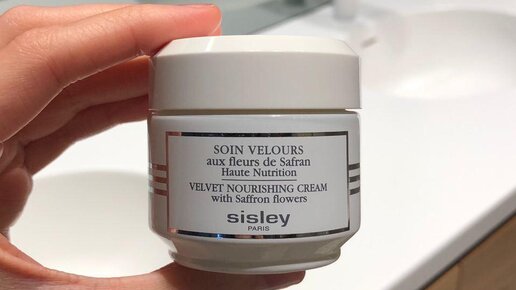 SOIN VELOURS
aux fleurs de Safran
Haute Nutrition
VELVET NOURISHING CREAM
with Saffron flowers
sisley
PARIS